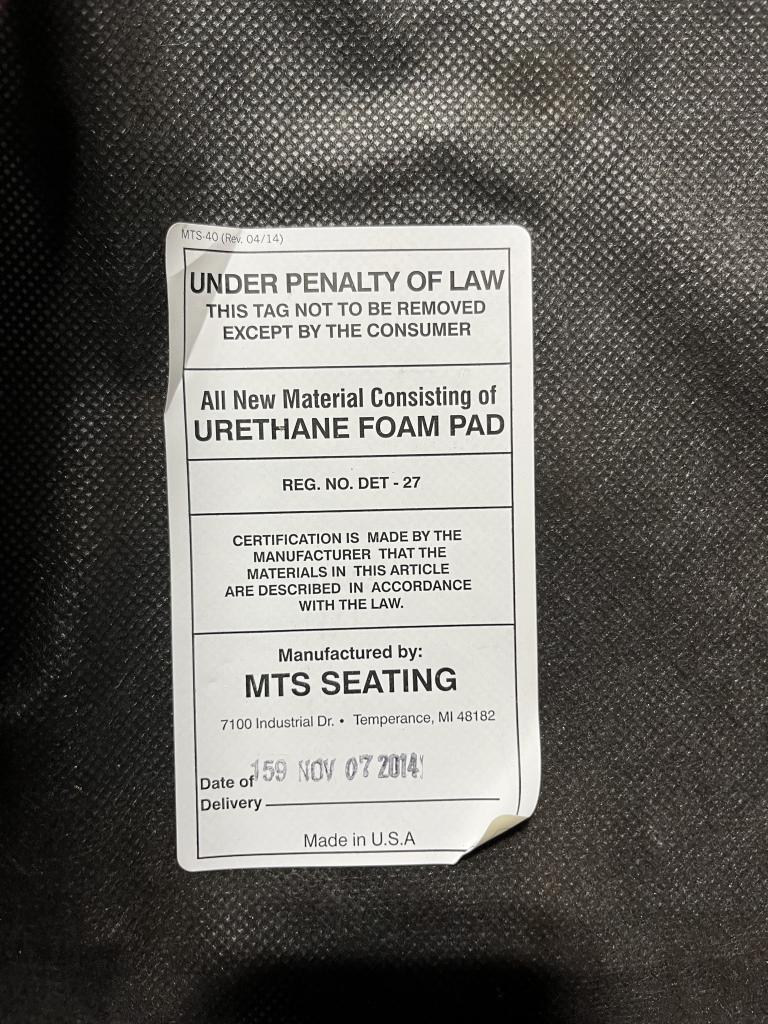 MTS-40 (Rev. 04/14)
UNDER PENALTY OF LAW
THIS TAG NOT TO BE REMOVED
EXCEPT BY THE CONSUMER
All New Material Consisting of
URETHANE FOAM PAD
REG. NO. DET - 27
CERTIFICATION IS MADE BY THE
MANUFACTURER THAT THE
MATERIALS IN THIS ARTICLE
ARE DESCRIBED IN ACCORDANCE
WITH THE LAW.
Manufactured by:
MTS SEATING
7100 Industrial Dr. • Temperance, MI 48182
Date of 159 NOV 07 2014
Delivery
Made in U.S.A